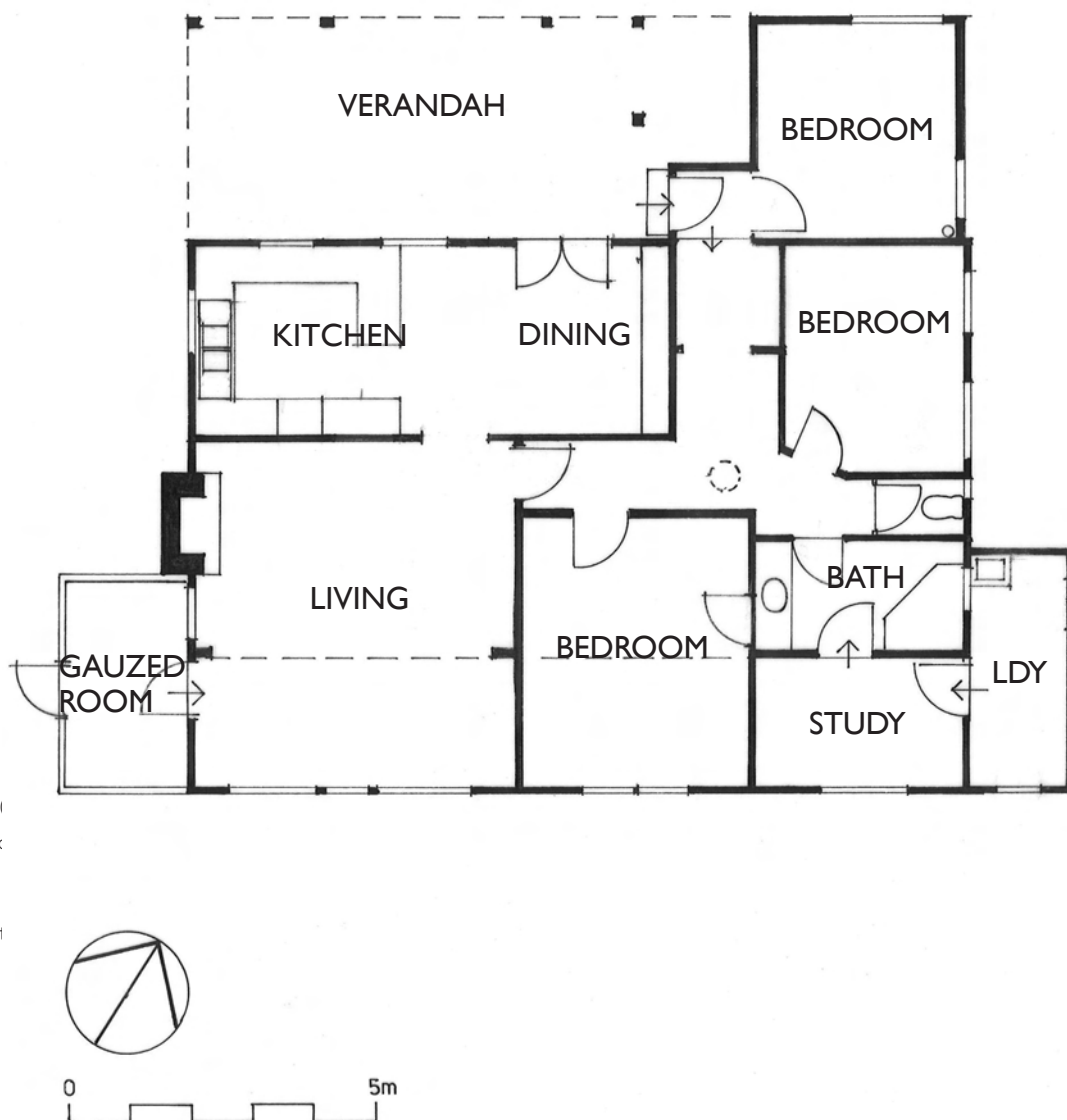 VERANDAH
BEDROOM
BEDROOM
KITCHEN
DINING
LIVING
BATH
BEDROOM
GAUZED
ROOM
LDY
STUDY
0
5m